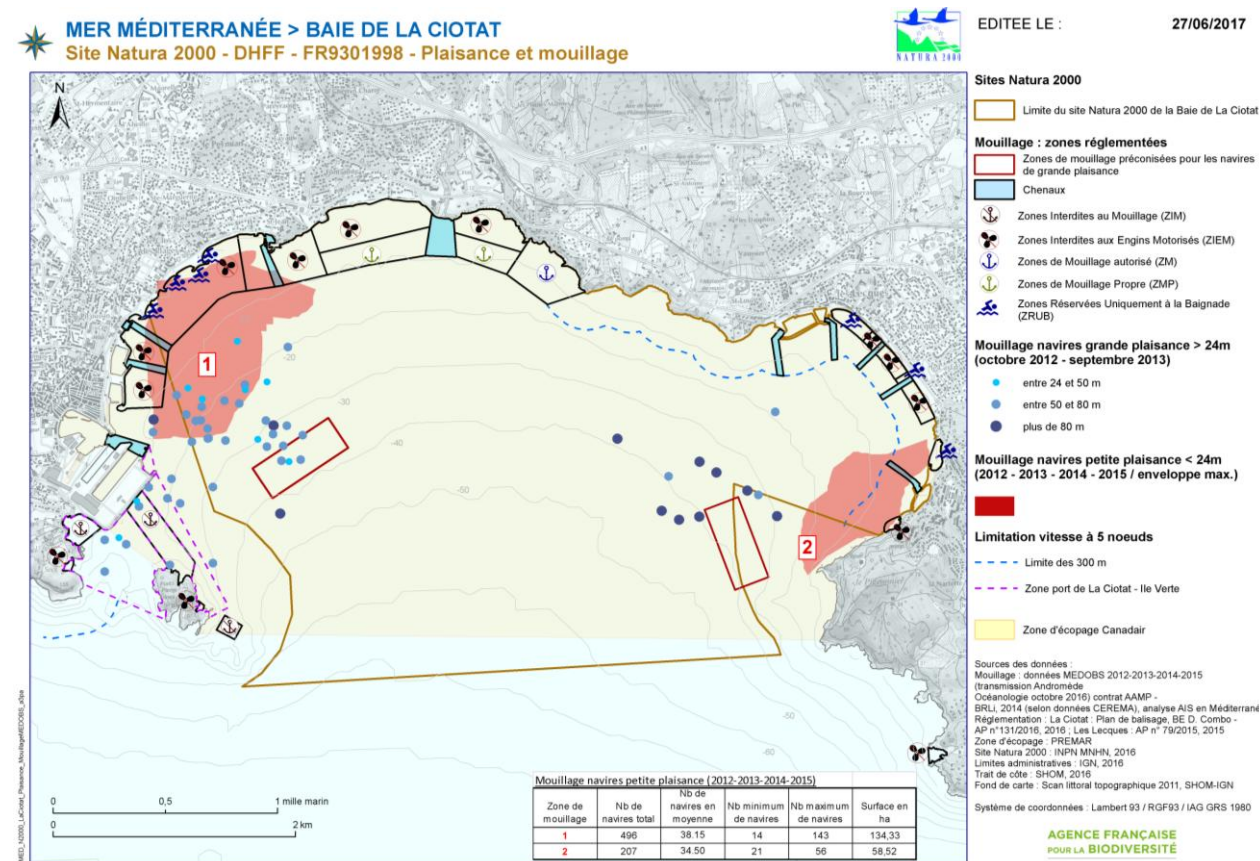 MER MÉDITERRANÉE > BAIE DE LA CIOTAT
Site Natura 2000 - DHFF - FR9301998 - Plaisance et mouillage
NATURA 2000
EDITEE LE : 27/06/2017
N
1
2
-20
-30
-40
-50
-50
-60
0 0,5 1 mille marin
0 2 km
Mouillage navires petite plaisance (2012-2013-2014-2015)
Zone de mouillage Nb de navires total Nb de navires en moyenne Nb minimum de navires Nb maximum de navires Surface en ha
1 496 38.15 14 143 134,33
2 207 34.50 21 56 58,52
Sites Natura 2000
Limite du site Natura 2000 de la Baie de La Ciotat
Mouillage : zones réglementées
Zones de mouillage préconisées pour les navires
de grande plaisance
Chenaux
Zones Interdites au Mouillage (ZIM)
Zones Interdites aux Engins Motorisés (ZIEM)
Zones de Mouillage autorisé (ZM)
Zones de Mouillage Propre (ZMP)
Zones Réservées Uniquement à la Baignade
(ZRUB)
Mouillage navires grande plaisance > 24m
(octobre 2012 - septembre 2013)
entre 24 et 50 m
entre 50 et 80 m
plus de 80 m
Mouillage navires petite plaisance < 24m
(2012 - 2013 - 2014 - 2015 / enveloppe max.)
Limitation vitesse à 5 noeuds
Limite des 300 m
Zone port de La Ciotat - Ile Verte
Zone d'écopage Canadair
Sources des données :
Mouillage : données MEDOBS 2012-2013-2014-2015
(transmission Andromède
Océanologie octobre 2016) contrat AAMP -
BRLi, 2014 (selon données CEREMA), analyse AIS en Méditerrané
Réglementation : La Ciotat : Plan de balisage, BE D. Combo -
AP n°131/2016, 2016 ; Les Lecques : AP n° 79/2015, 2015
Zone d'écopage : PREMAR
Site Natura 2000 : INPN MNHN, 2016
Limites administratives : IGN, 2016
Trait de côte : SHOM, 2016
Fond de carte : Scan littoral topographique 2011, SHOM-IGN
Système de coordonnées : Lambert 93 / RGF93 / IAG GRS 1980
AGENCE FRANÇAISE
POUR LA BIODIVERSITÉ